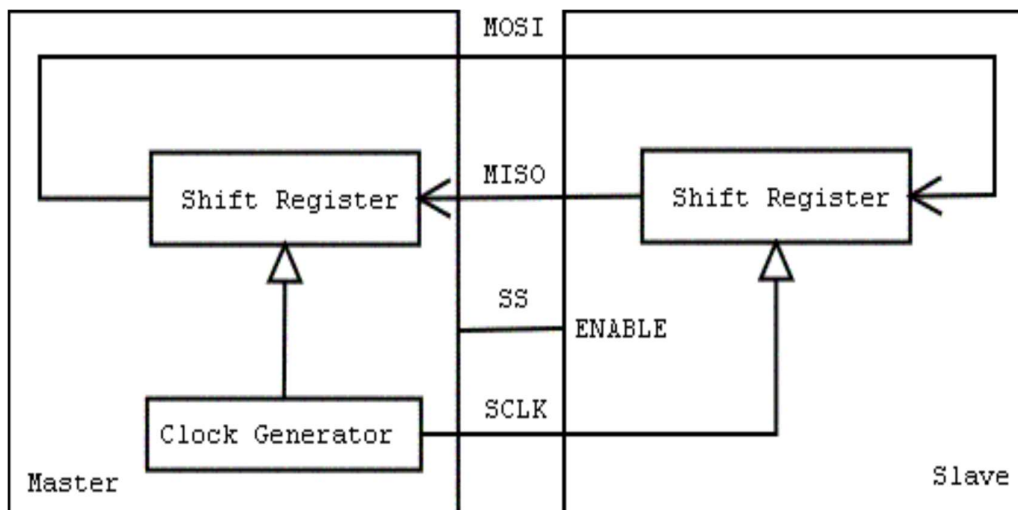 MOSI
MISO
Shift Register
Shift Register
SS
ENABLE
SCLK
Clock Generator
Master
Slave